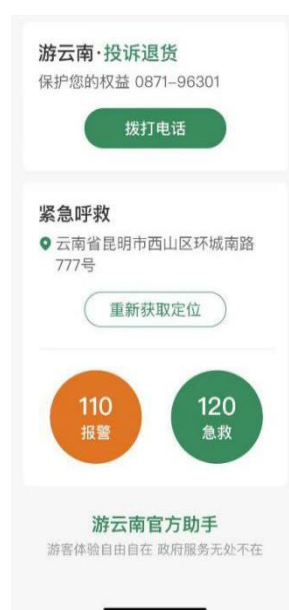 游云南·投诉退货
保护您的权益 0871-96301
拨打电话
紧急呼救
云南省昆明市西山区环城南路
777号
重新获取定位
110
报警
120
急救
游云南官方助手
游客体验自由自在 政府服务无处不在